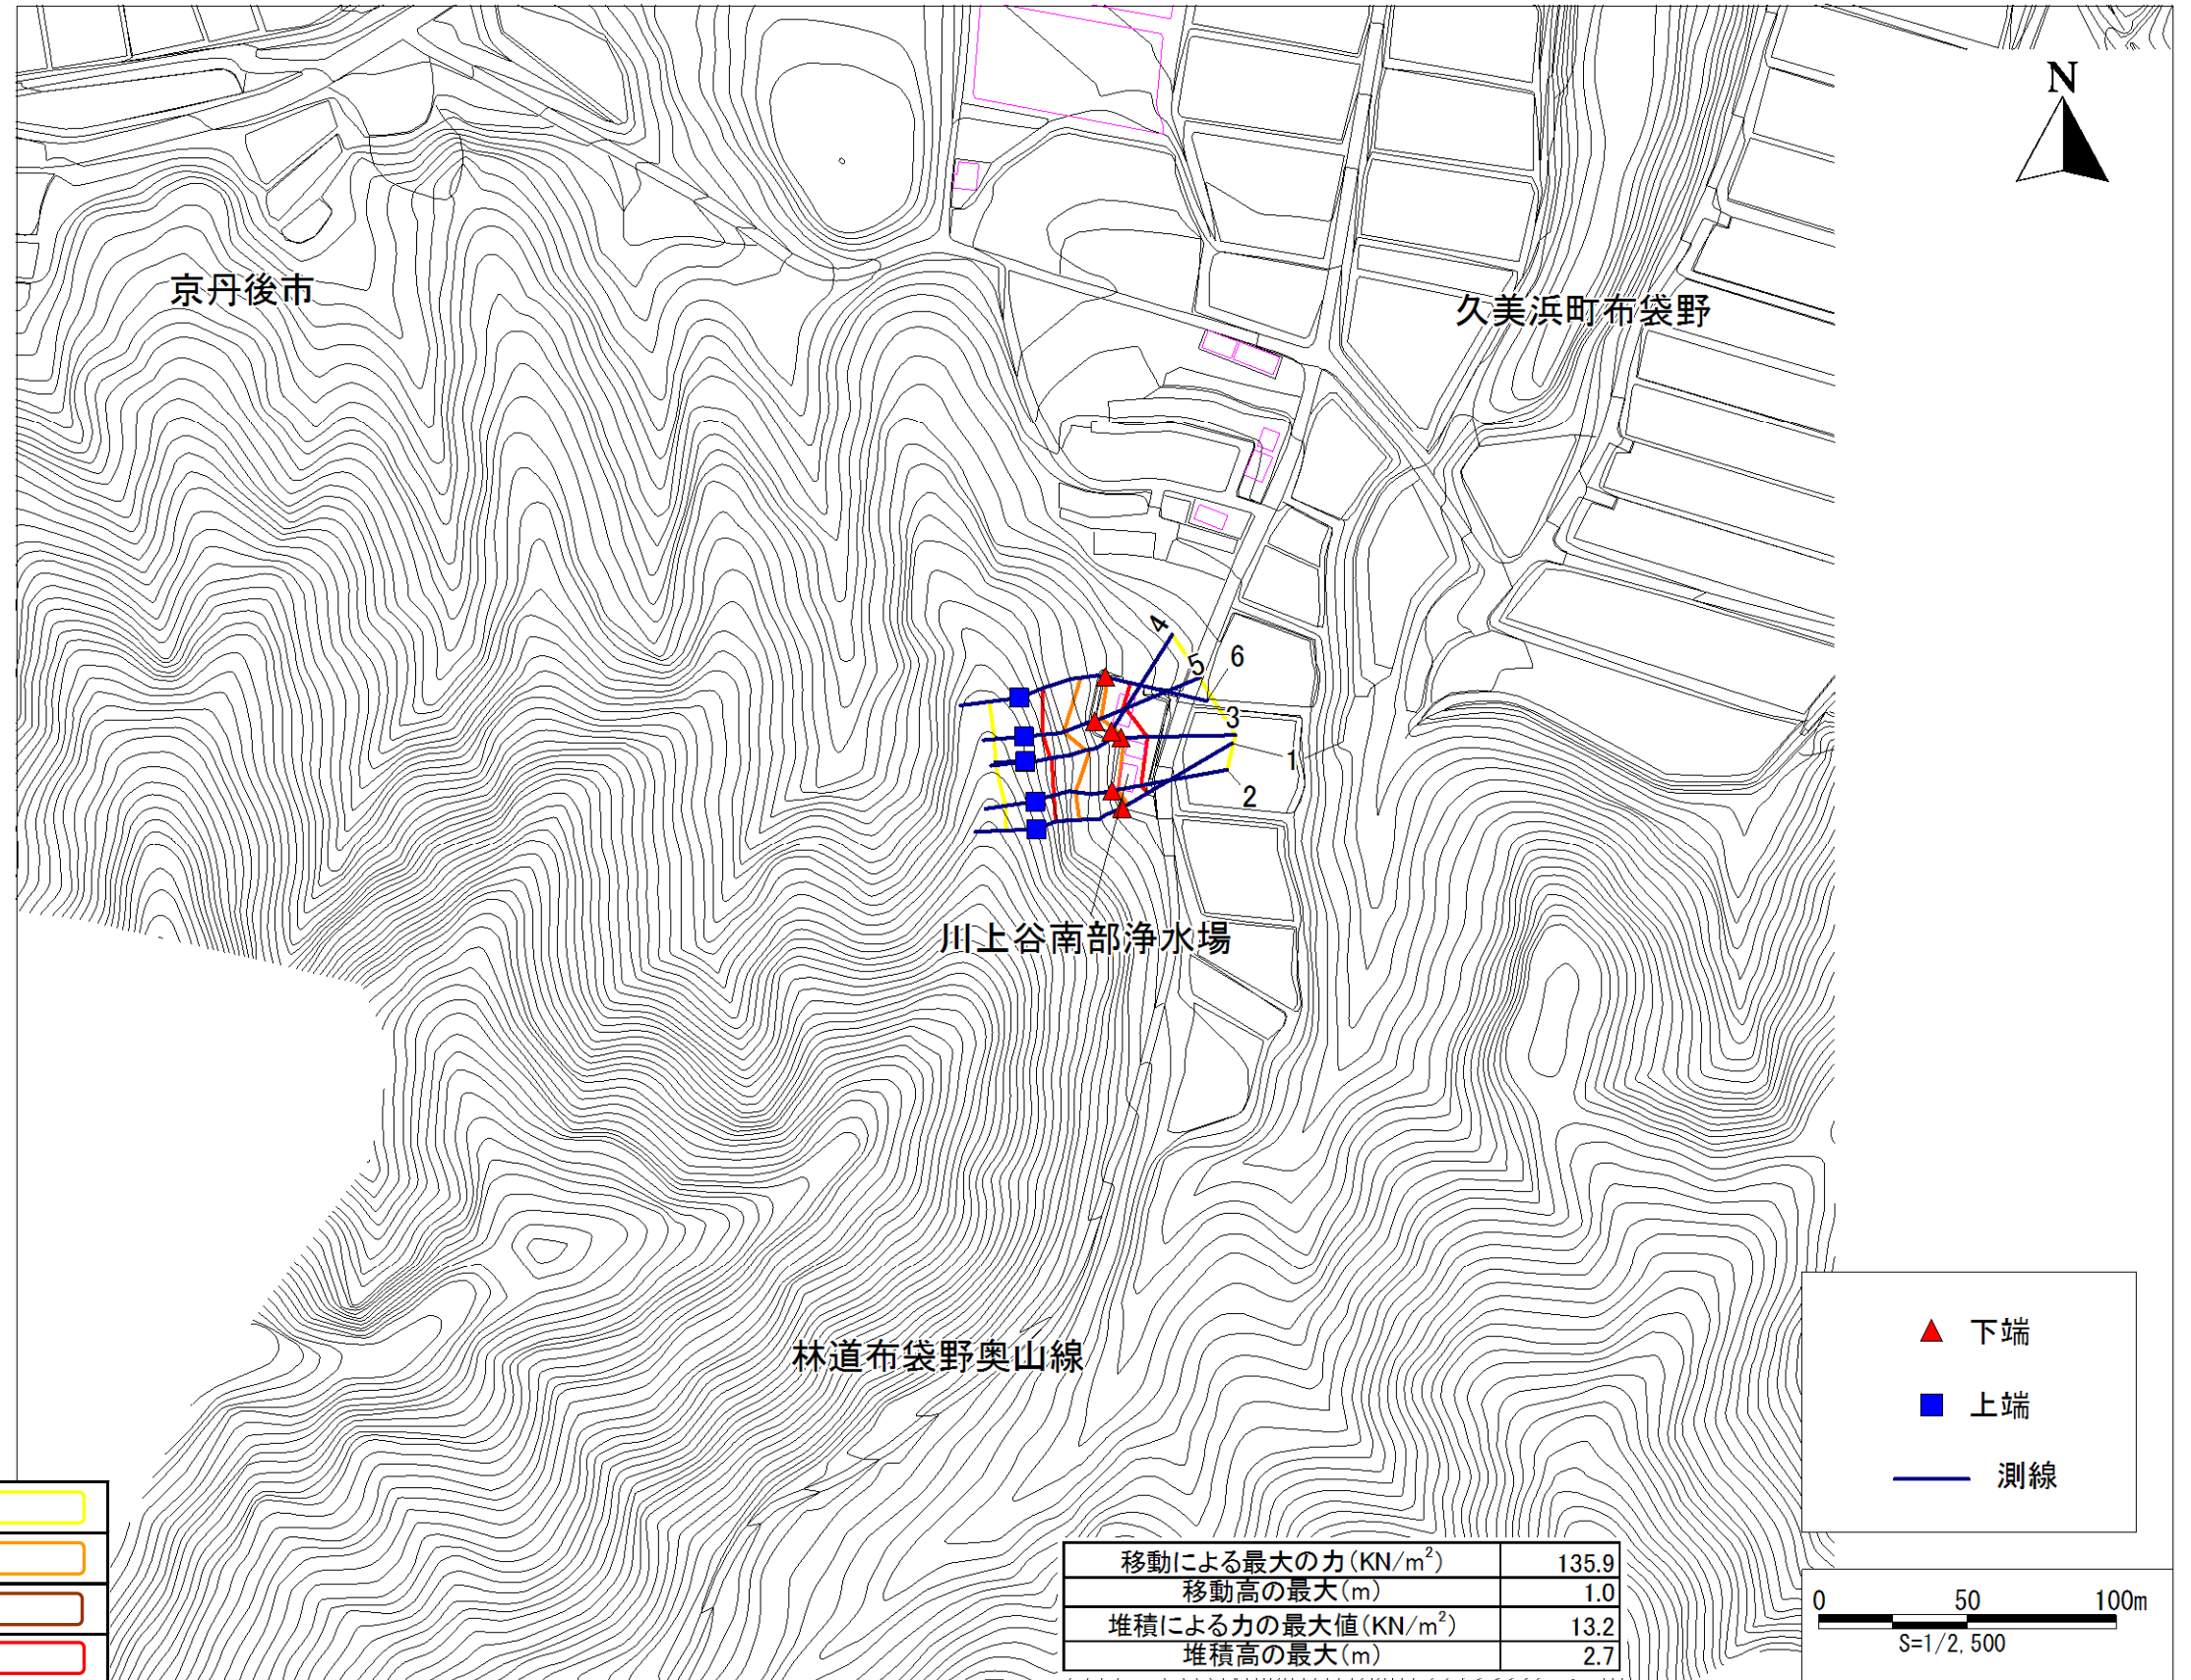 N
京丹後市
久美浜町布袋野
4
5
6
3
1
2
川上谷南部浄水場
林道布袋野奥山線
下端
上端
測線
移動による最大の力(KN/m²) 135.9
移動高の最大(m) 1.0
堆積による力の最大値(KN/m²) 13.2
堆積高の最大(m) 2.7
0 50 100m
S=1/2,500